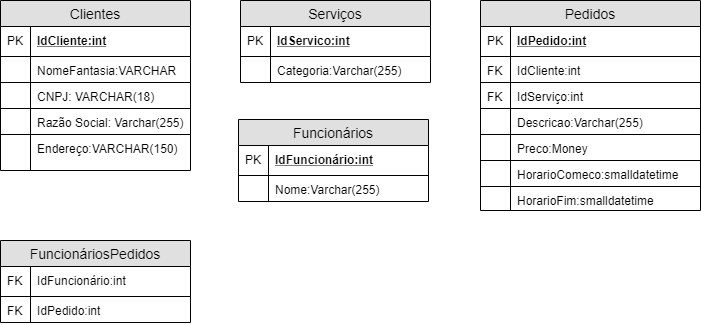 Clientes
PK IdCliente:int
NomeFantasia:VARCHAR
CNPJ: VARCHAR(18)
Razão Social: Varchar(255)
Endereço:VARCHAR(150)
Serviços
PK IdServico:int
Categoria:Varchar(255)
Funcionários
PK IdFuncionário:int
Nome:Varchar(255)
Pedidos
PK IdPedido:int
FK IdCliente:int
FK IdServiço:int
Descricao:Varchar(255)
Preco:Money
HorarioComeco:smalldatetime
HorarioFim:smalldatetime
FuncionáriosPedidos
FK IdFuncionário:int
FK IdPedido:int